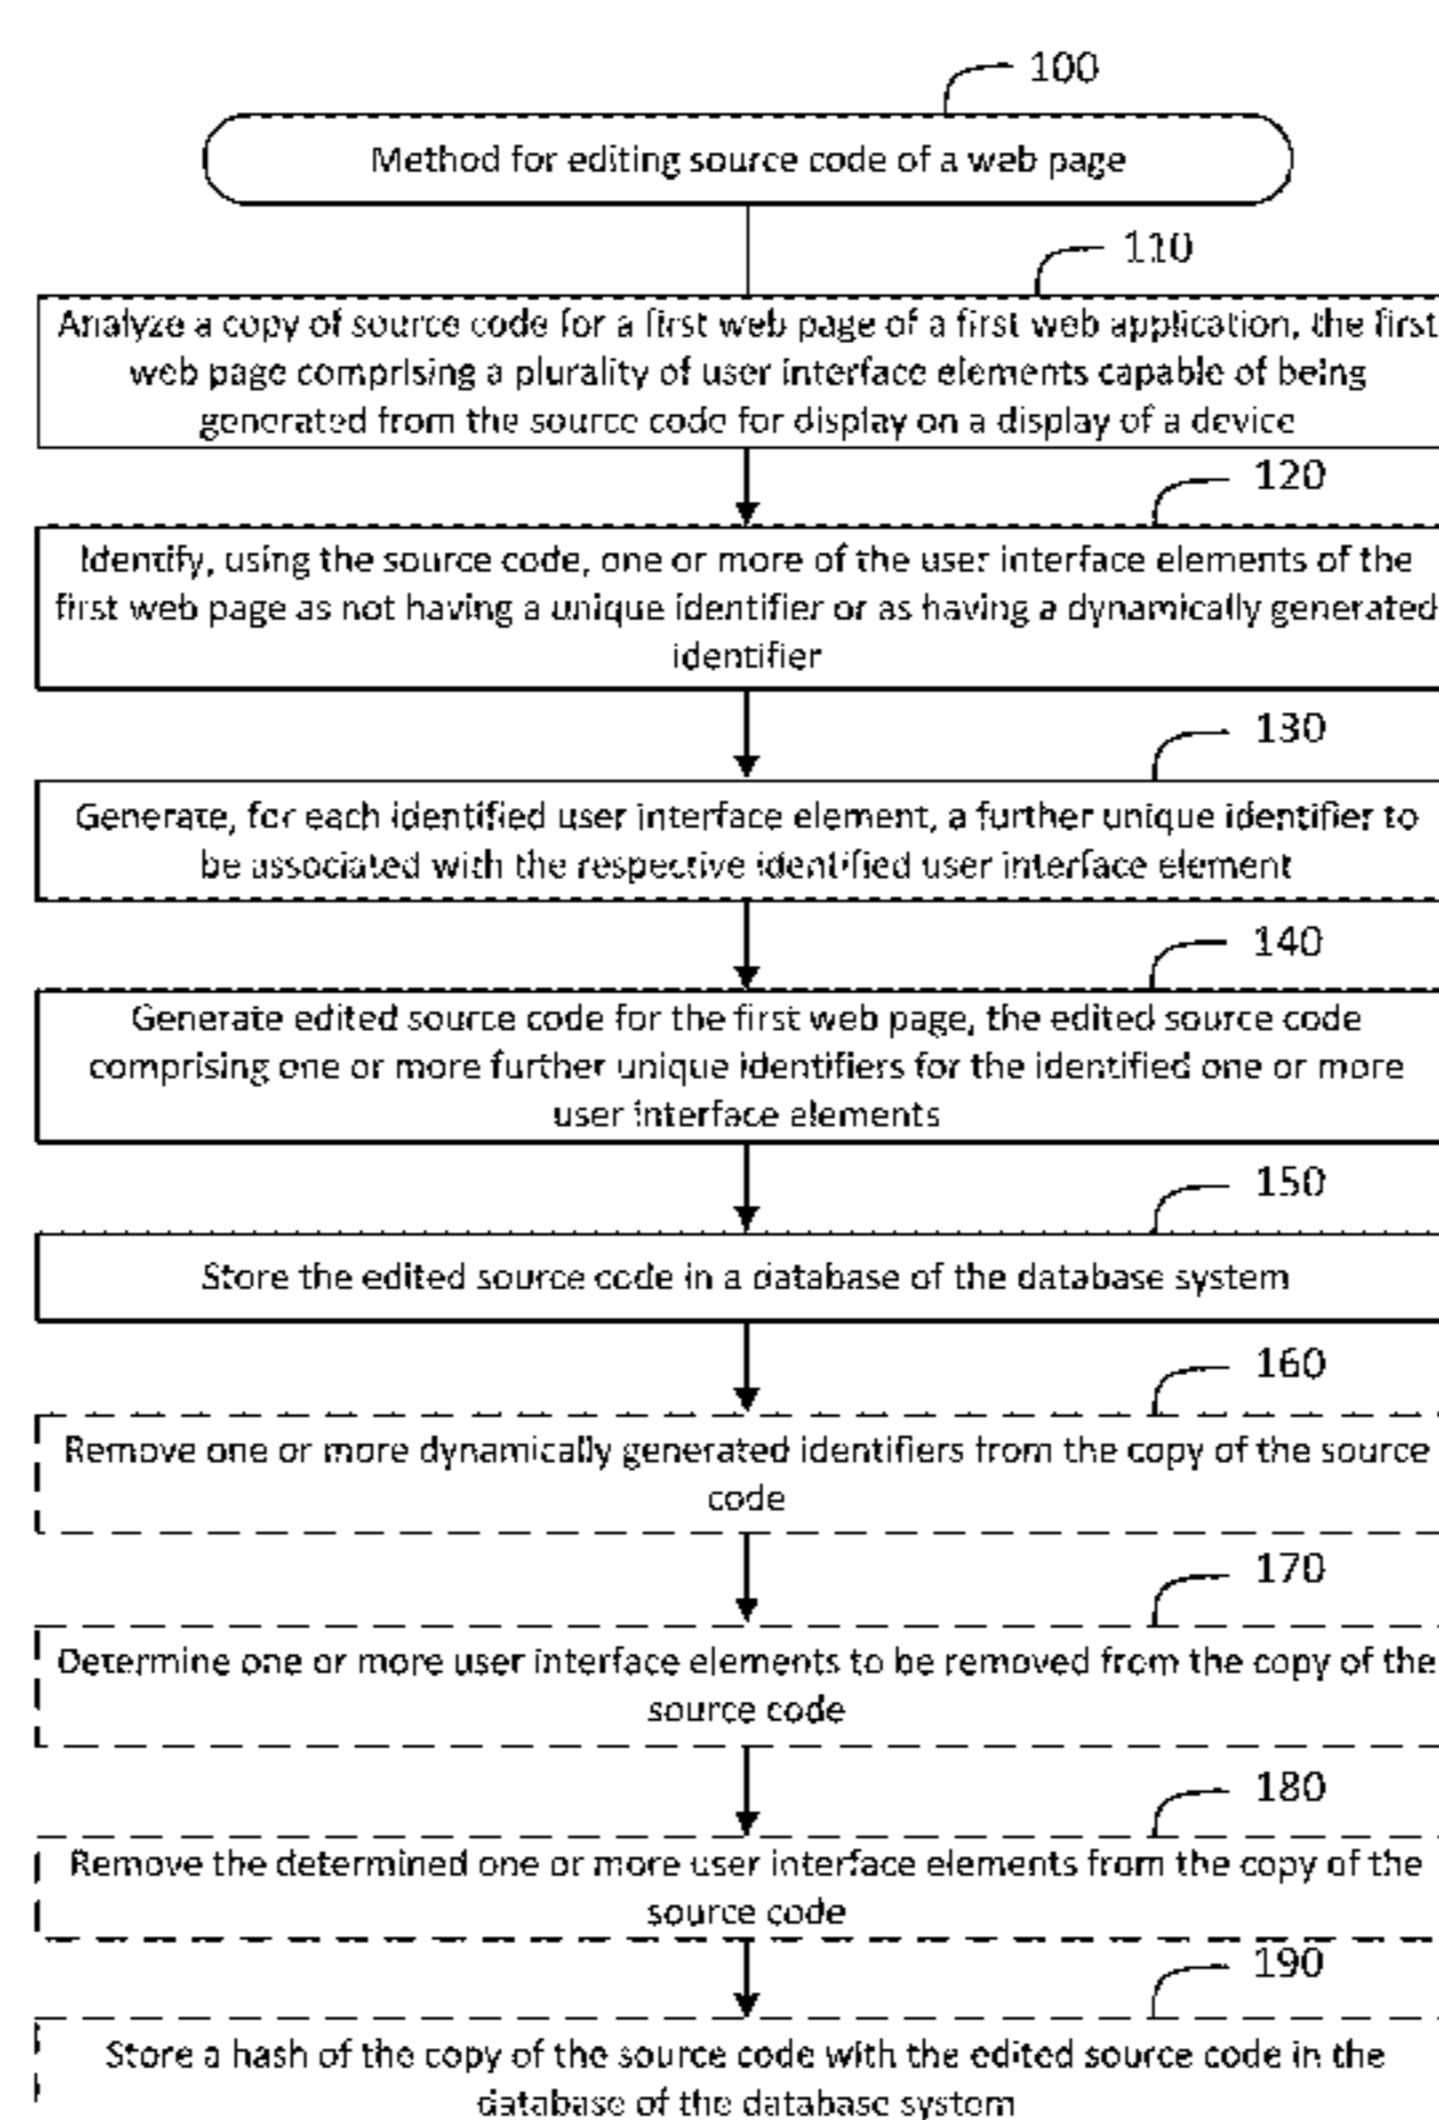 100
Method for editing source code of a web page
110
Analyze a copy of source code for a first web page of a first web application, the first
web page comprising a plurality of user interface elements capable of being
generated from the source code for display on a display of a device
120
Identify, using the source code, one or more of the user interface elements of the
first web page as not having a unique identifier or as having a dynamically generated
identifier
130
Generate, for each identified user interface element, a further unique identifier to
be associated with the respective identified user interface element
140
Generate edited source code for the first web page, the edited source code
comprising one or more further unique identifiers for the identified one or more
user interface elements
150
Store the edited source code in a database of the database system
160
Remove one or more dynamically generated identifiers from the copy of the source
code
170
Determine one or more user interface elements to be removed from the copy of the
source code
180
Remove the determined one or more user interface elements from the copy of the
source code
190
Store a hash of the copy of the source code with the edited source code in the
database of the database system